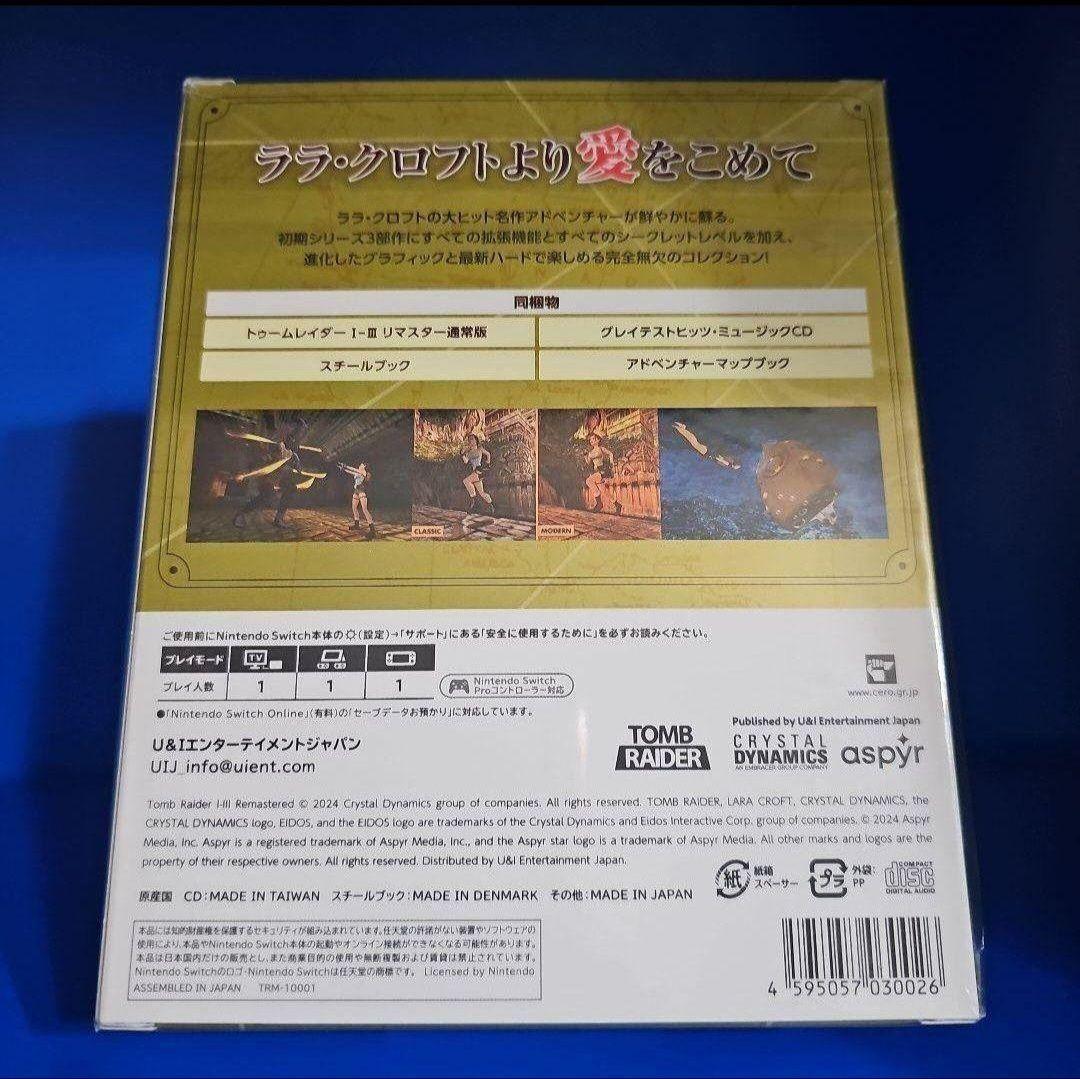 ララ・クロフトより愛をこめて
ララ・クロフトの大ヒット名作アドベンチャーが鮮やかに蘇る。
初期シリーズ3部作にすべての拡張機能とすべてのシークレットレベルを加え、
進化したグラフィックと最新ハードで楽しめる完全無欠のコレクション!
同梱物
トゥームレイダー I-III リマスター通常版
グレイテストヒッツ・ミュージックCD
スチールブック
アドベンチャーマップブック
CLASSIC
MODERN
ご使用前にNintendo Switch本体の(設定)→「サポート」にある「安全に使用するために」を必ずお読みください。
プレイモード TV
プレイ人数 1 1 1
Nintendo Switch
Proコントローラー対応
www.cero.gr.jp
●「Nintendo Switch Online」(有料)の「セーブデータお預かり」に対応しています。
U&Iエンターテイメントジャパン
UIJ_info@uient.com
TOMB
RAIDER
Published by U&I Entertainment Japan
CRYSTAL
DYNAMICS
AN EMBRACER GROUP COMPANY
aspyr
Tomb Raider I-III Remastered © 2024 Crystal Dynamics group of companies. All rights reserved. TOMB RAIDER, LARA CROFT, CRYSTAL DYNAMICS, the
CRYSTAL DYNAMICS logo, EIDOS, and the EIDOS logo are trademarks of the Crystal Dynamics and Eidos Interactive Corp. group of companies. © 2024 Aspyr
Media, Inc. Aspyr is a registered trademark of Aspyr Media, Inc., and the Aspyr star logo is a trademark of Aspyr Media. All other marks and logos are the
property of their respective owners. All rights reserved. Distributed by U&I Entertainment Japan.
原産国 CD:MADE IN TAIWAN スチールブック:MADE IN DENMARK その他:MADE IN JAPAN
紙
紙箱
スペーサー
プラ
外袋:
PP
COMPACT
disc
DIGITAL AUDIO
本品には知的財産権を保護するセキュリティが組み込まれています。任天堂の許諾がない装置やソフトウェアの
使用により、本品やNintendo Switch本体の起動やオンライン接続ができなくなる可能性があります。
本品は日本国内だけの販売とし、また商業目的の使用や無断複製および賃貸は禁止されています。
Nintendo Switchのロゴ・Nintendo Switchは任天堂の商標です。 Licensed by Nintendo
ASSEMBLED IN JAPAN TRM-10001
4 595057 030026